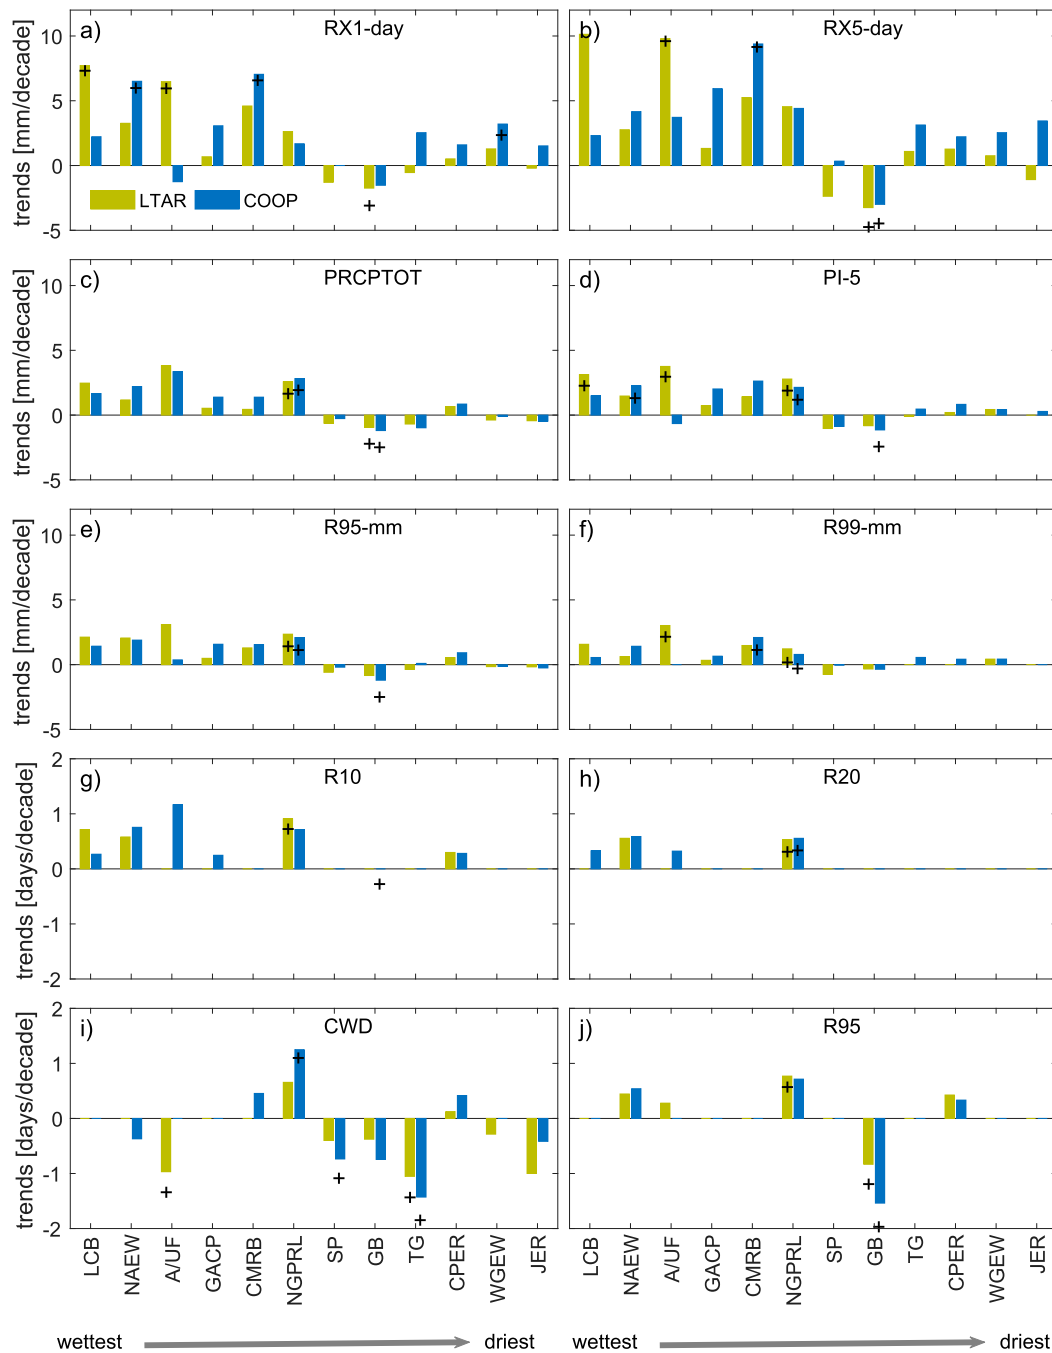 a) RX1-day
b) RX5-day
10
5
0
-5
trends [mm/decade]
LTAR COOP
c) PRCPTOT
d) PI-5
10
5
0
-5
trends [mm/decade]
e) R95-mm
f) R99-mm
10
5
0
-5
trends [mm/decade]
g) R10
h) R20
2
1
0
-1
-2
trends [days/decade]
i) CWD
j) R95
2
1
0
-1
-2
trends [days/decade]
LCB NAEW A/UF GACP CMRB NGPRL SP GB TG CPER WGEW JER
LCB NAEW A/UF GACP CMRB NGPRL SP GB TG CPER WGEW JER
wettest driest
wettest driest